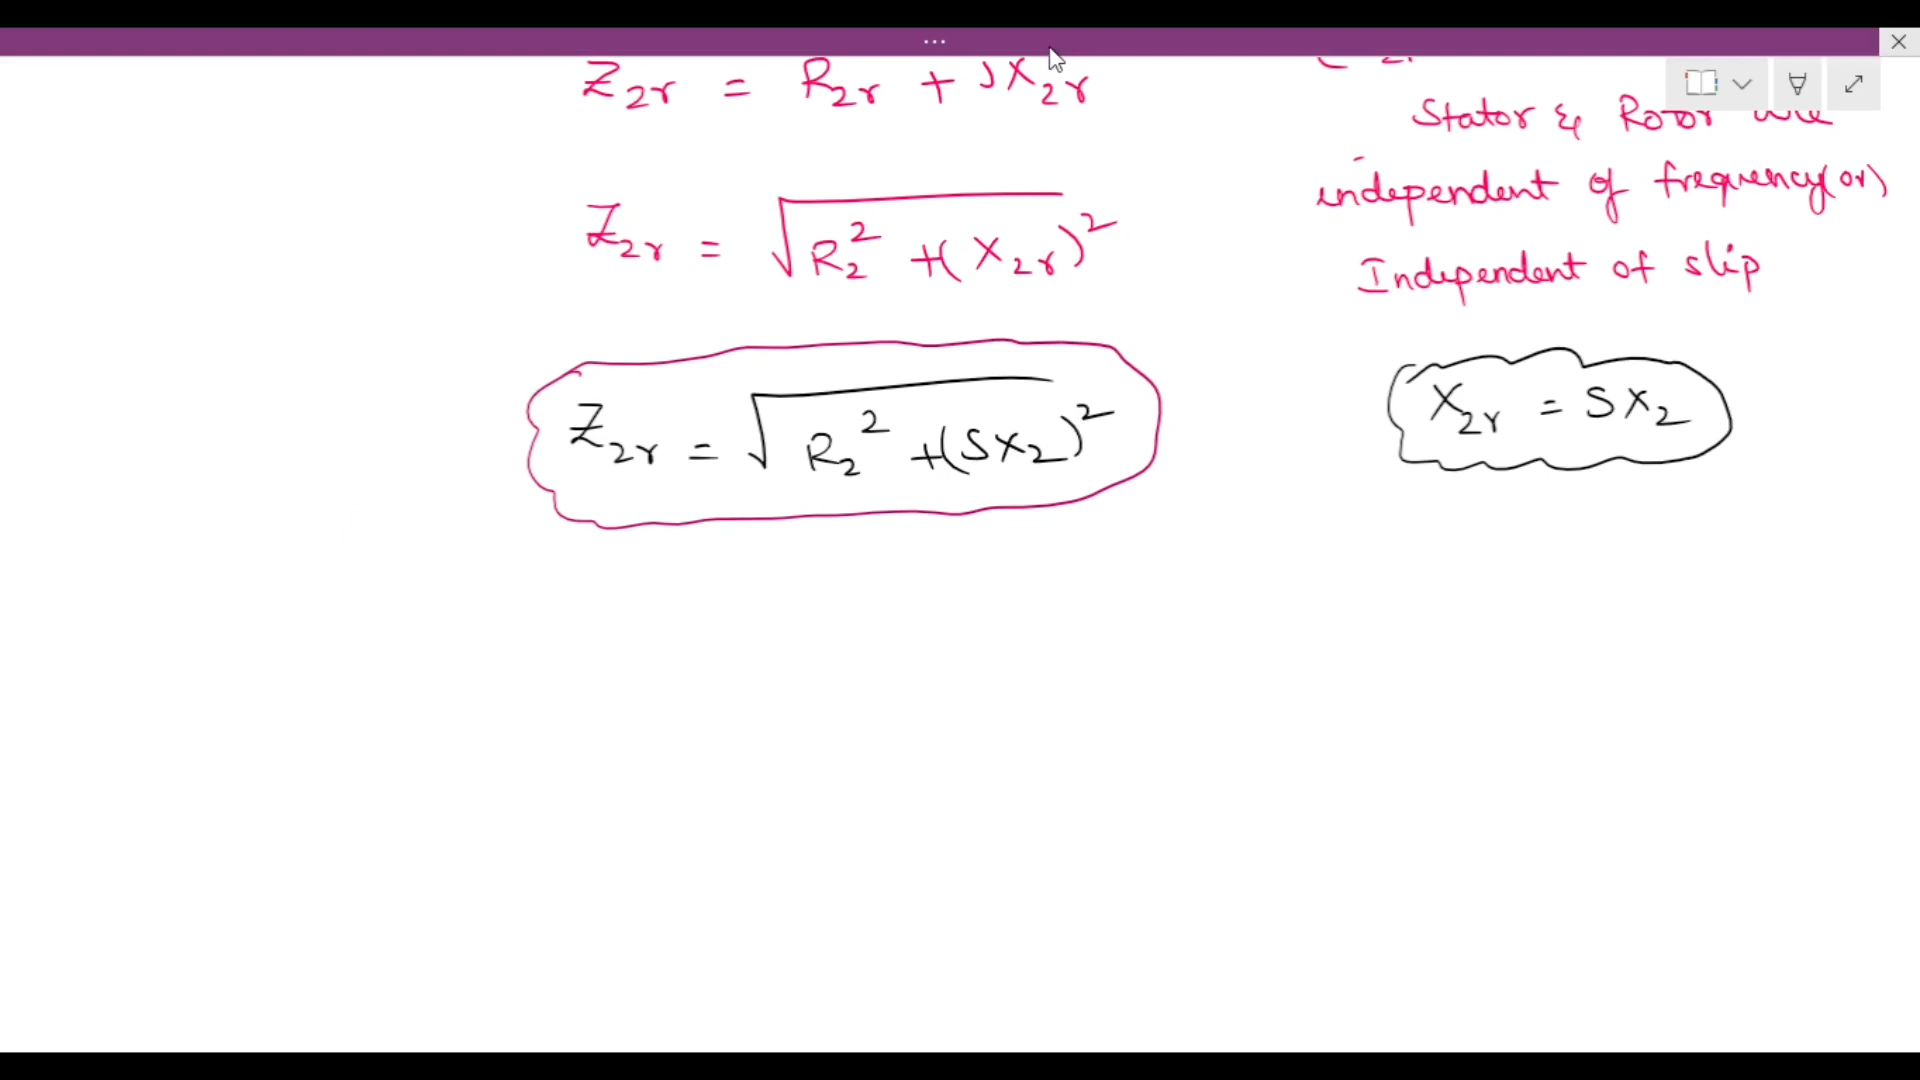 Z2r = R2r + JX2r
Stator & Rotor
Z2r = √R2² +(X2r)²
independent of frequency(or)
Independent of slip
Z2r = √R2² +(SX2)²
X2r = SX2